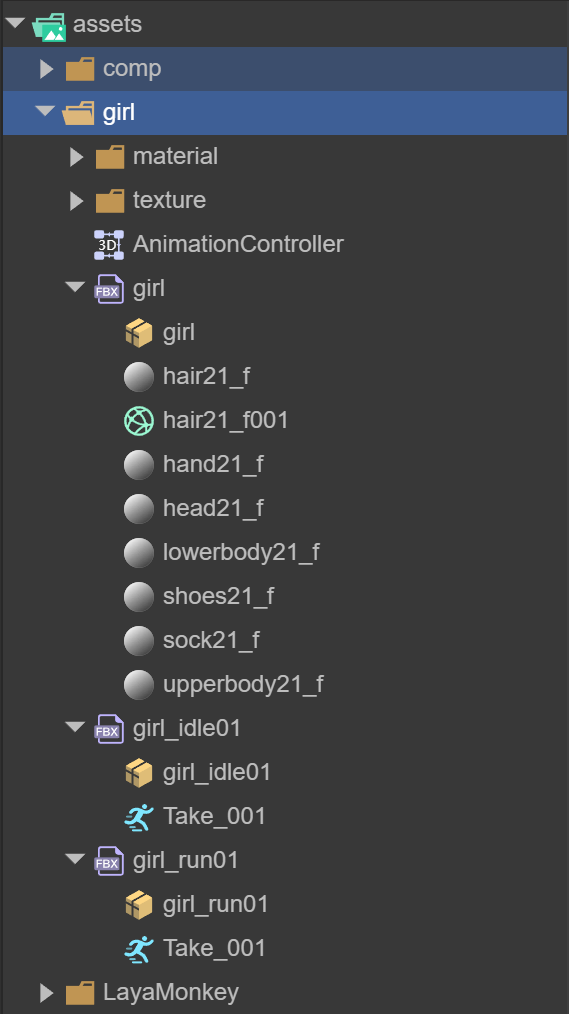 assets
comp
girl
material
texture
3D AnimationController
FBX girl
girl
hair21_f
hair21_f001
hand21_f
head21_f
lowerbody21_f
shoes21_f
sock21_f
upperbody21_f
FBX girl_idle01
girl_idle01
Take_001
FBX girl_run01
girl_run01
Take_001
LayaMonkey